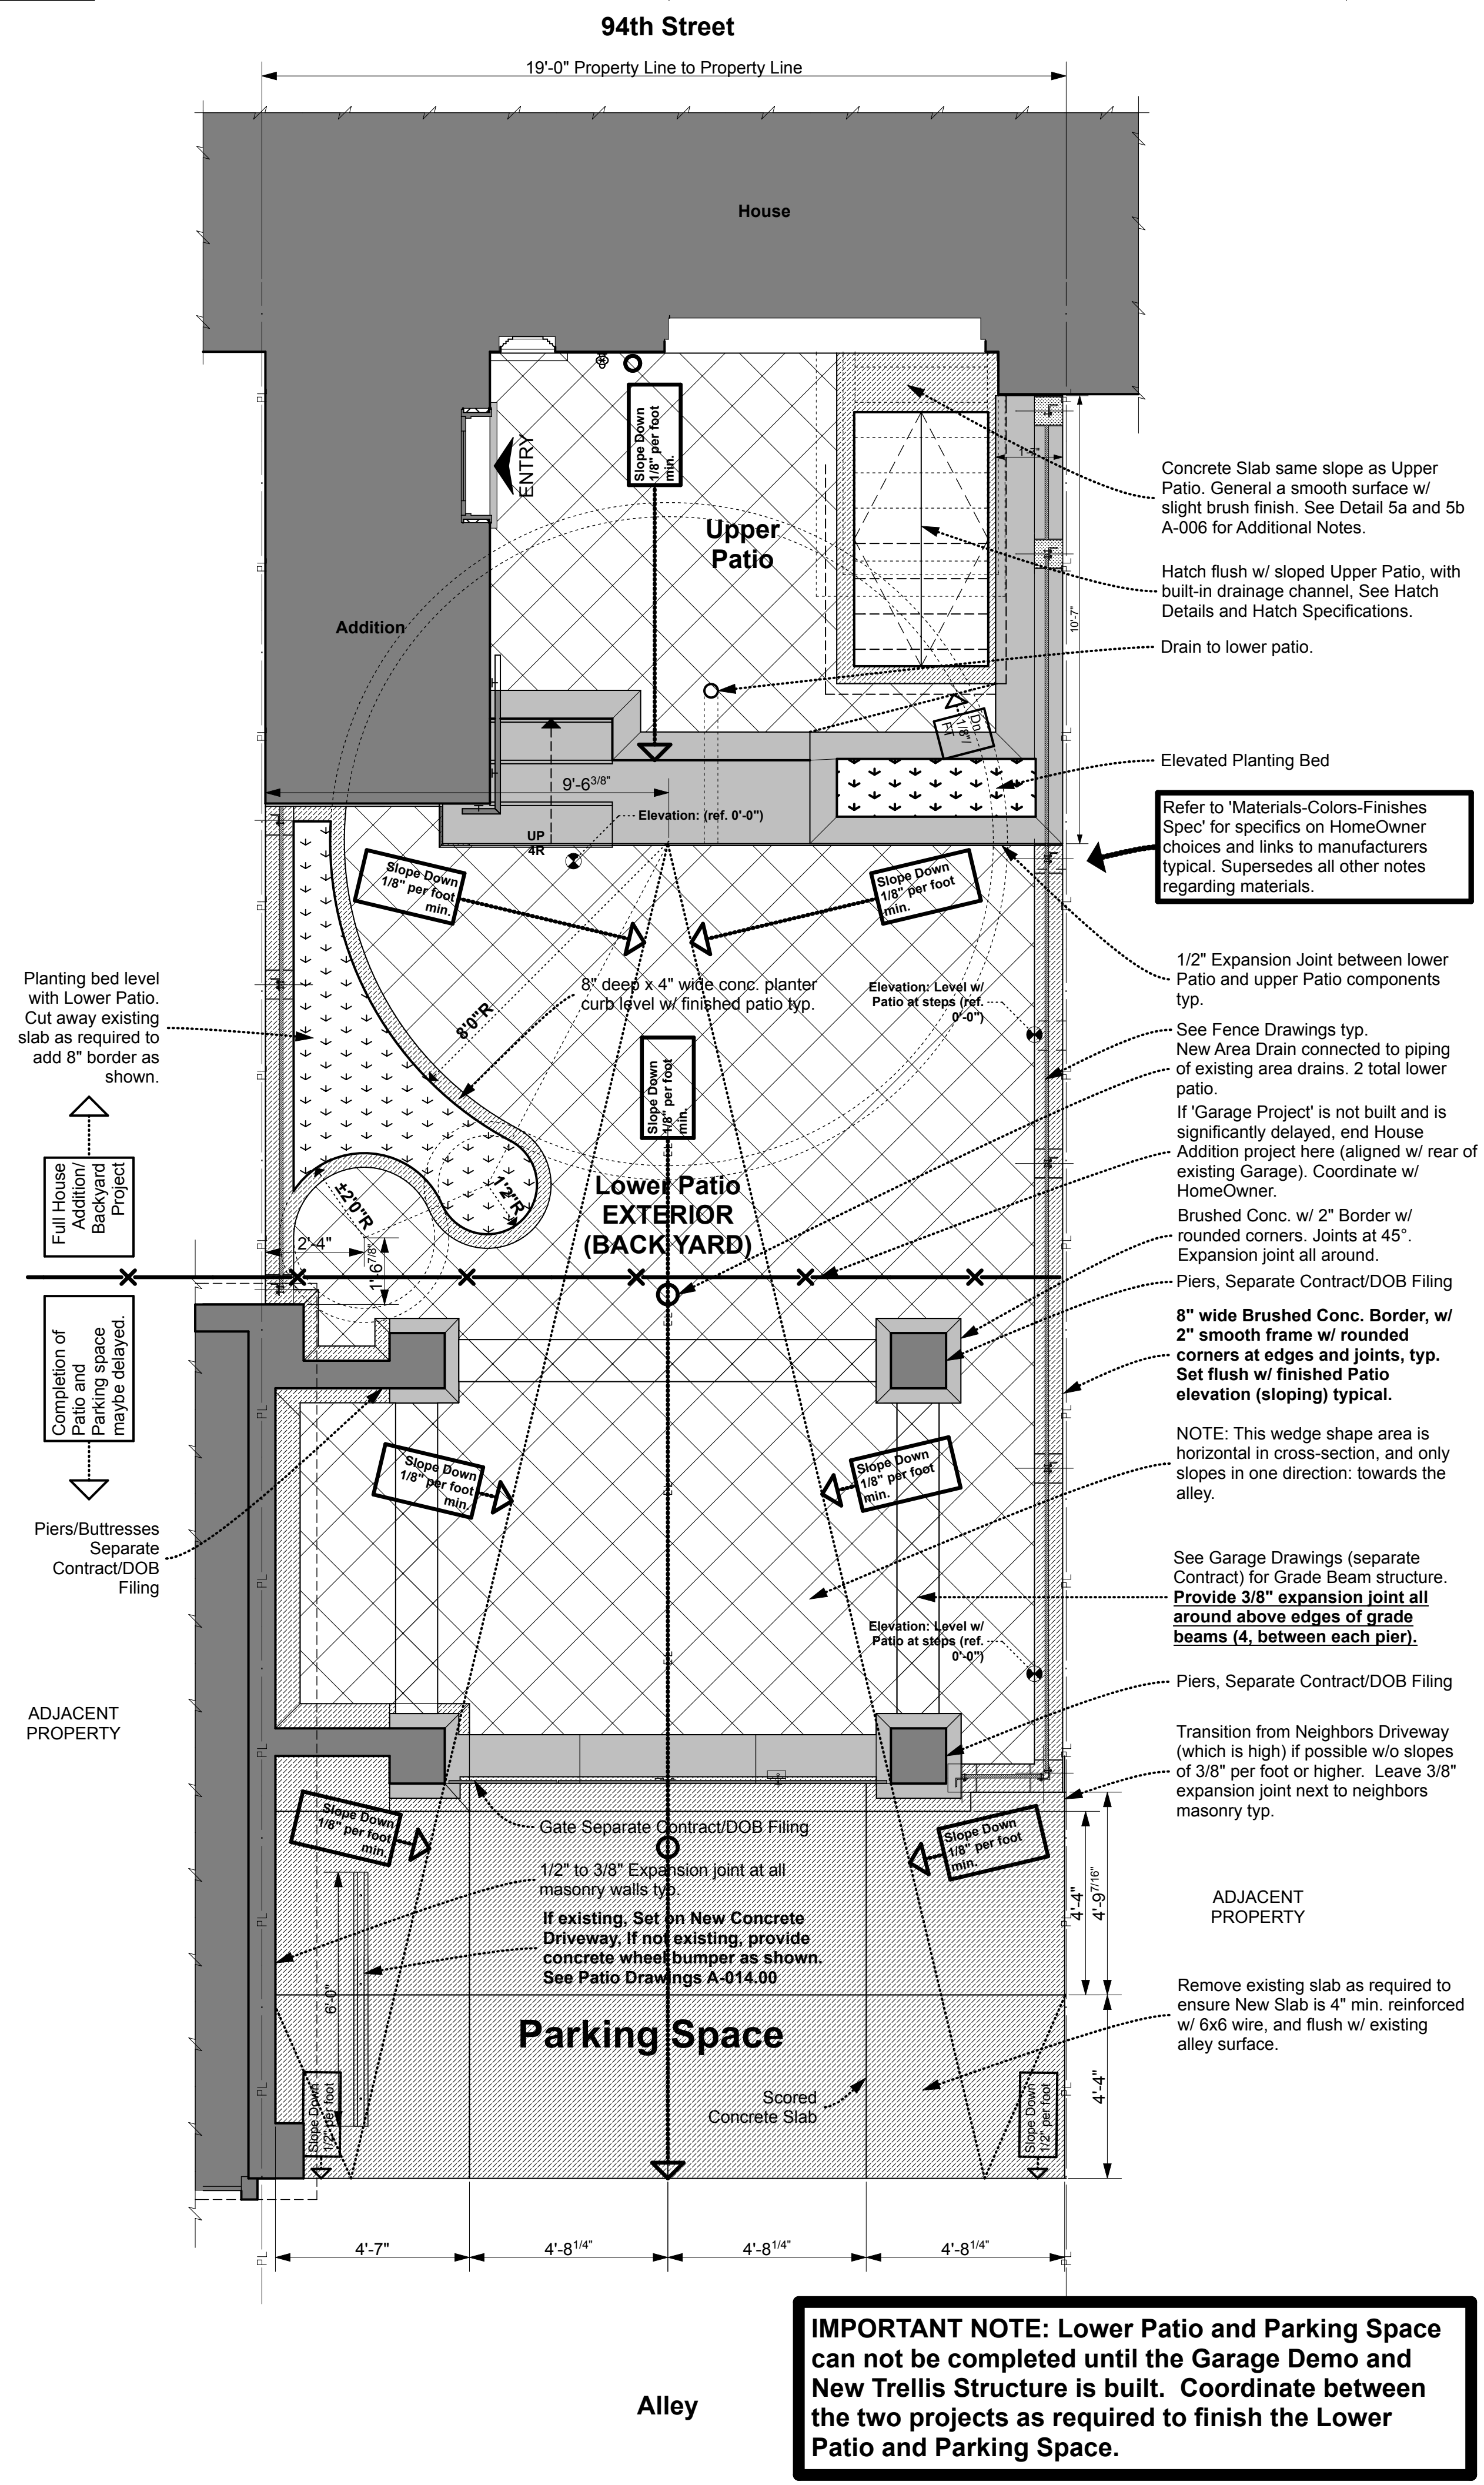 94th Street
19'-0" Property Line to Property Line
House
Slope Down
1/8" per foot
min.
ENTRY
Upper
Patio
1'-7"
10'-7"
Concrete Slab same slope as Upper
Patio. General a smooth surface w/
slight brush finish. See Detail 5a and 5b
A-006 for Additional Notes.
Hatch flush w/ sloped Upper Patio, with
built-in drainage channel, See Hatch
Details and Hatch Specifications.
Addition
Drain to lower patio.
Dn.
1/8"/
FT
Elevated Planting Bed
9'-6 3/8"
Elevation: (ref. 0'-0")
UP
4R
Refer to 'Materials-Colors-Finishes
Spec' for specifics on HomeOwner
choices and links to manufacturers
typical. Supersedes all other notes
regarding materials.
Slope Down
1/8" per foot
min.
Slope Down
1/8" per foot
min.
Planting bed level
with Lower Patio.
Cut away existing
slab as required to
add 8" border as
shown.
8" deep x 4" wide conc. planter
curb level w/ finished patio typ.
8'0"R
Elevation: Level w/
Patio at steps (ref.
0'-0")
1/2" Expansion Joint between lower
Patio and upper Patio components
typ.
See Fence Drawings typ.
New Area Drain connected to piping
of existing area drains. 2 total lower
patio.
Slope Down
1/8" per foot
min.
If 'Garage Project' is not built and is
significantly delayed, end House
Addition project here (aligned w/ rear of
existing Garage). Coordinate w/
HomeOwner.
Full House
Addition/
Backyard
Project
±2'0"R
1'2"R
Lower Patio
EXTERIOR
(BACK YARD)
2'-4"
1'-6 7/8"
Brushed Conc. w/ 2" Border w/
rounded corners. Joints at 45°.
Expansion joint all around.
Piers, Separate Contract/DOB Filing
Completion of
Patio and
Parking space
maybe delayed.
8" wide Brushed Conc. Border, w/
2" smooth frame w/ rounded
corners at edges and joints, typ.
Set flush w/ finished Patio
elevation (sloping) typical.
Slope Down
1/8" per foot
min.
Slope Down
1/8" per foot
min.
NOTE: This wedge shape area is
horizontal in cross-section, and only
slopes in one direction: towards the
alley.
Piers/Buttresses
Separate
Contract/DOB
Filing
See Garage Drawings (separate
Contract) for Grade Beam structure.
Provide 3/8" expansion joint all
around above edges of grade
beams (4, between each pier).
Elevation: Level w/
Patio at steps (ref.
0'-0")
Piers, Separate Contract/DOB Filing
ADJACENT
PROPERTY
Transition from Neighbors Driveway
(which is high) if possible w/o slopes
of 3/8" per foot or higher.  Leave 3/8"
expansion joint next to neighbors
masonry typ.
Slope Down
1/8" per foot
min.
Gate Separate Contract/DOB Filing
Slope Down
1/8" per foot
min.
1/2" to 3/8" Expansion joint at all
masonry walls typ.
4'-4"
4'-9 7/16"
ADJACENT
PROPERTY
If existing, Set on New Concrete
Driveway, If not existing, provide
concrete wheel bumper as shown.
See Patio Drawings A-014.00
6'-0"
Remove existing slab as required to
ensure New Slab is 4" min. reinforced
w/ 6x6 wire, and flush w/ existing
alley surface.
Parking Space
Slope Down
1/2" per foot
Scored
Concrete Slab
Slope Down
1/2" per foot
4'-4"
4'-7"
4'-8 1/4"
4'-8 1/4"
4'-8 1/4"
Alley
IMPORTANT NOTE: Lower Patio and Parking Space
can not be completed until the Garage Demo and
New Trellis Structure is built.  Coordinate between
the two projects as required to finish the Lower
Patio and Parking Space.